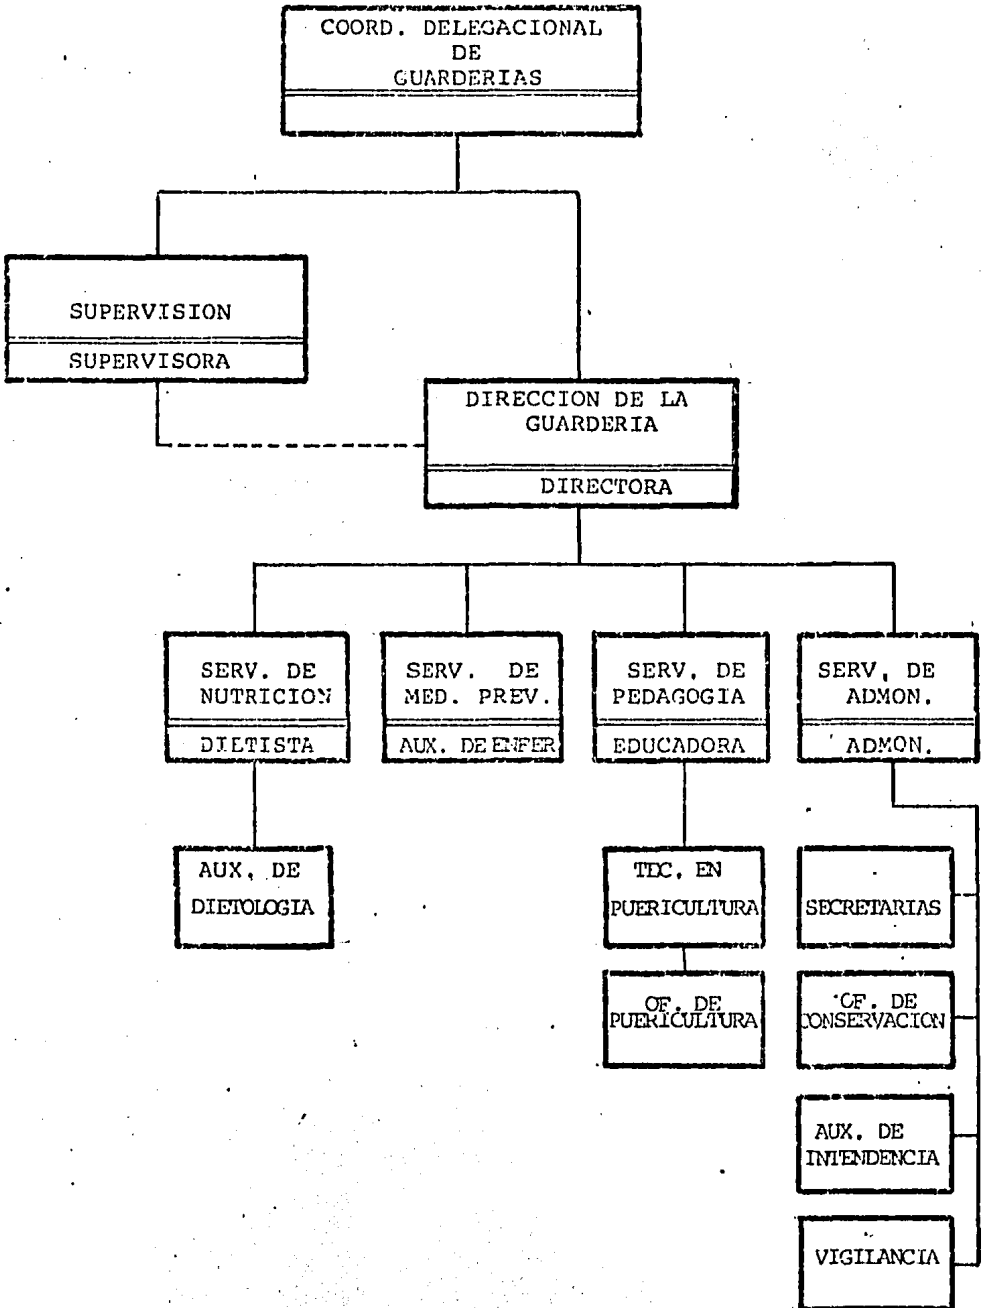 COORD. DELEGACIONAL
DE
GUARDERIAS
SUPERVISION
SUPERVISORA
DIRECCION DE LA
GUARDERIA
DIRECTORA
SERV. DE
NUTRICION
DIETISTA
SERV. DE
MED. PREV.
AUX. DE ENFER
SERV. DE
PEDAGOGIA
EDUCADORA
SERV. DE
ADMON.
ADMON.
AUX. DE
DIETOLOGIA
TEC. EN
PUERICULTURA
SECRETARIAS
OF. DE
PUERICULTURA
OF. DE
CONSERVACION
AUX. DE
INTENDENCIA
VIGILANCIA